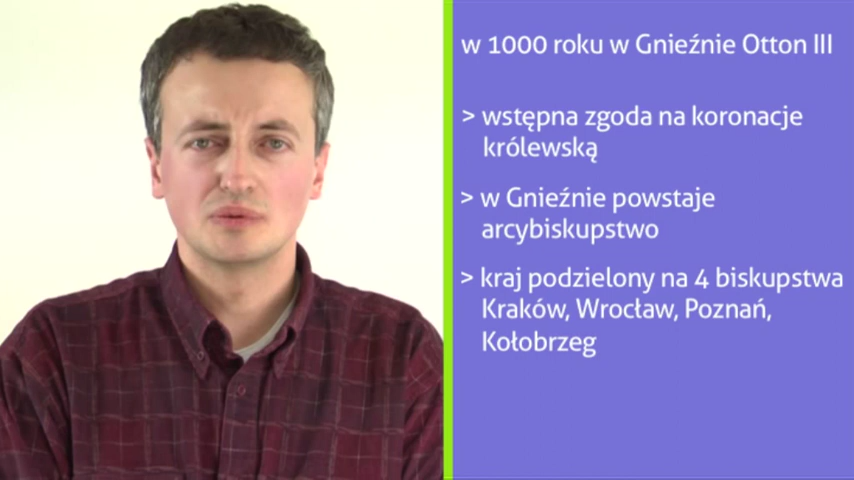 w 1000 roku w Gnieźnie Otton III
> wstępna zgoda na koronacje
królewską
> w Gnieźnie powstaje
arcybiskupstwo
> kraj podzielony na 4 biskupstwa
Kraków, Wrocław, Poznań,
Kołobrzeg